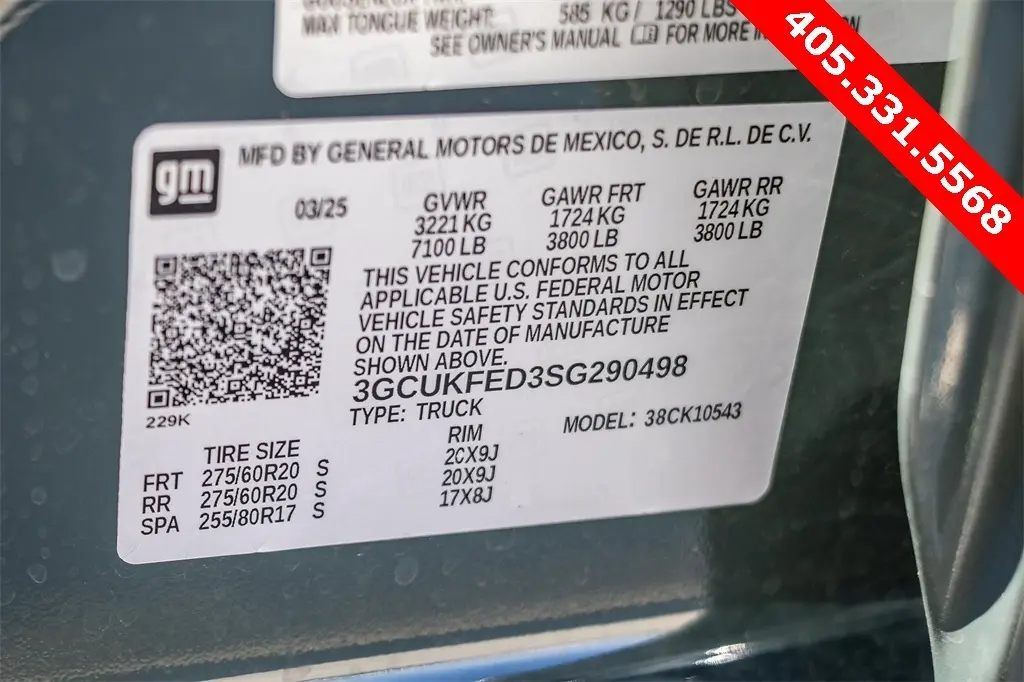 MAX TONGUE WEIGHT: 585 KG / 1290 LBS
SEE OWNER'S MANUAL FOR MORE
405.331.5568
gm
MFD BY GENERAL MOTORS DE MEXICO, S. DE R.L. DE C.V.
03/25 GVWR GAWR FRT GAWR RR
3221 KG 1724 KG 1724 KG
7100 LB 3800 LB 3800 LB
THIS VEHICLE CONFORMS TO ALL
APPLICABLE U.S. FEDERAL MOTOR
VEHICLE SAFETY STANDARDS IN EFFECT
ON THE DATE OF MANUFACTURE
SHOWN ABOVE.
3GCUKFED3SG290498
229K
TYPE: TRUCK MODEL: 38CK10543
TIRE SIZE RIM
FRT 275/60R20 S 20X9J
RR 275/60R20 S 20X9J
SPA 255/80R17 S 17X8J